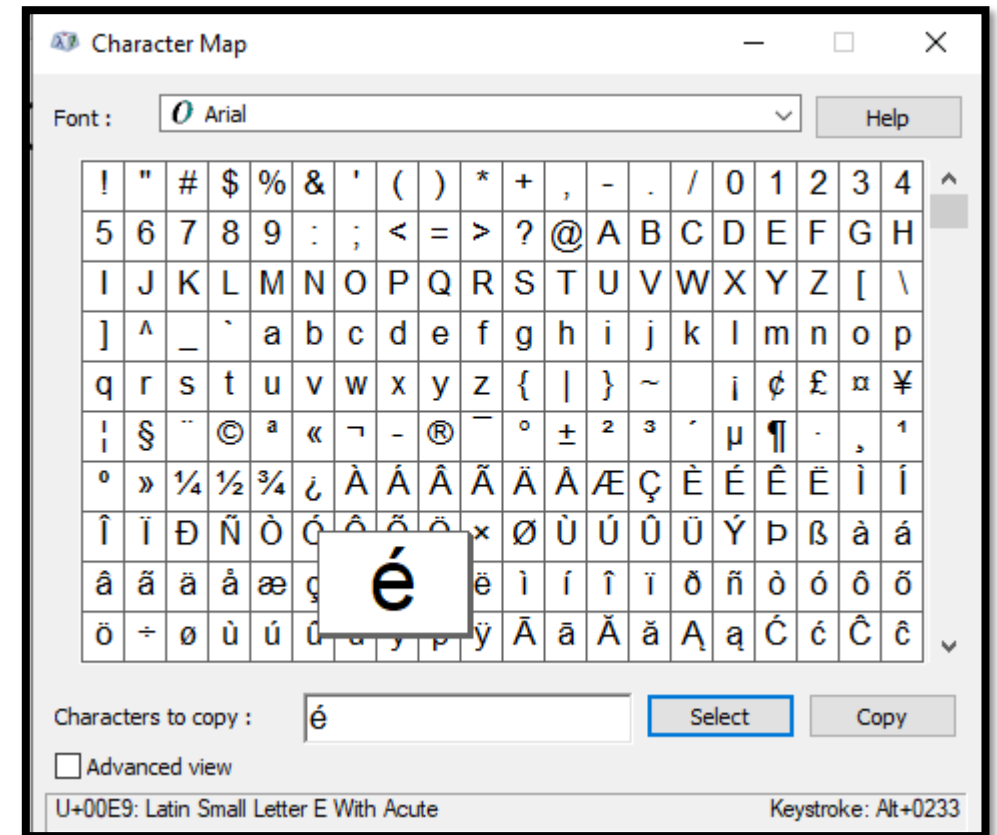 Character Map
Font : O Arial Help
! " # $ % & ' ( ) * + , - . / 0 1 2 3 4
5 6 7 8 9 : ; < = > ? @ A B C D E F G H
I J K L M N O P Q R S T U V W X Y Z [ \
] ^ _ ` a b c d e f g h i j k l m n o p
q r s t u v w x y z { | } ~ ¡ ¢ £ ¤ ¥
¦ § ¨ © ª « ¬ - ® ¯ ° ± ² ³ ´ µ ¶ · ¸ ¹
º » ¼ ½ ¾ ¿ À Á Â Ã Ä Å Æ Ç È É Ê Ë Ì Í
Î Ï Ð Ñ Ò Ó Ô Õ Ö × Ø Ù Ú Û Ü Ý Þ ß à á
â ã ä å æ ç é ë ì í î ï ð ñ ò ó ô õ
ö ÷ ø ù ú û ü ý þ ÿ Ā ā Ă ă Ą ą Ć ć Ĉ ĉ
Characters to copy : é Select Copy
Advanced view
U+00E9: Latin Small Letter E With Acute Keystroke: Alt+0233